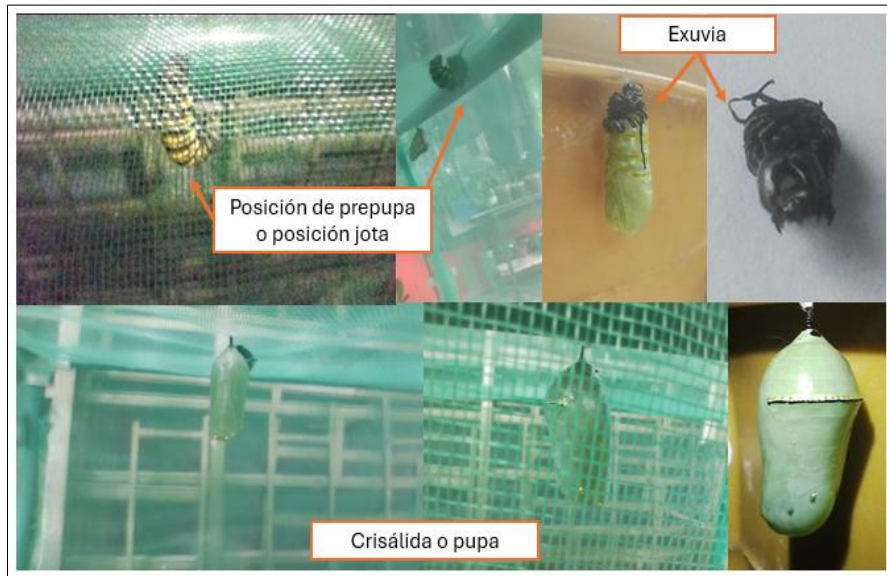 Exuvia
Posición de prepupa
o posición jota
Crisálida o pupa